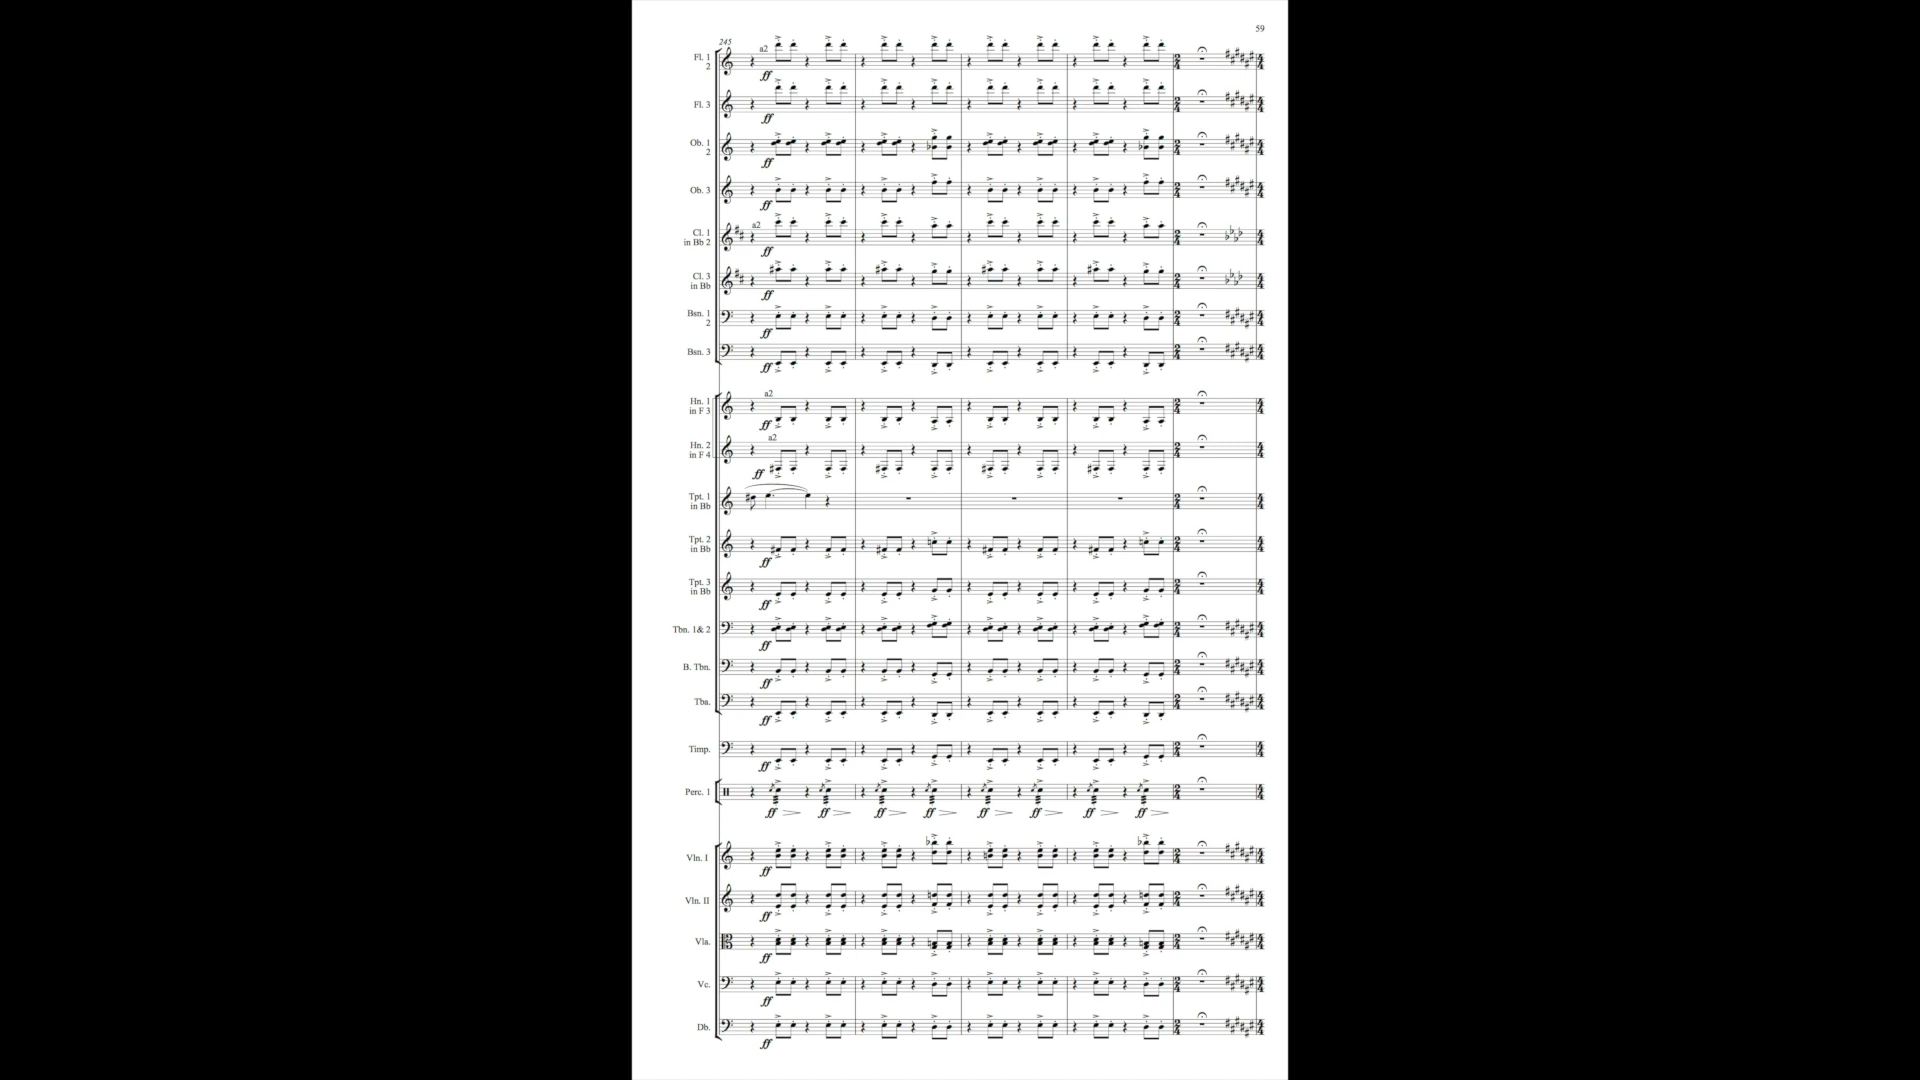 59
245
Fl. 1
2
a2
ff
Fl. 3
ff
Ob. 1
2
ff
Ob. 3
ff
Cl. 1
in Bb 2
a2
ff
Cl. 3
in Bb
ff
Bsn. 1
2
ff
Bsn. 3
ff
Hn. 1
in F 3
a2
ff
Hn. 2
in F 4
a2
ff
Tpt. 1
in Bb
Tpt. 2
in Bb
ff
Tpt. 3
in Bb
ff
Tbn. 1& 2
ff
B. Tbn.
ff
Tba.
ff
Timp.
ff
Perc. 1
ff ff ff ff ff ff ff ff
Vln. I
ff
Vln. II
ff
Vla.
ff
Vc.
ff
Db.
ff